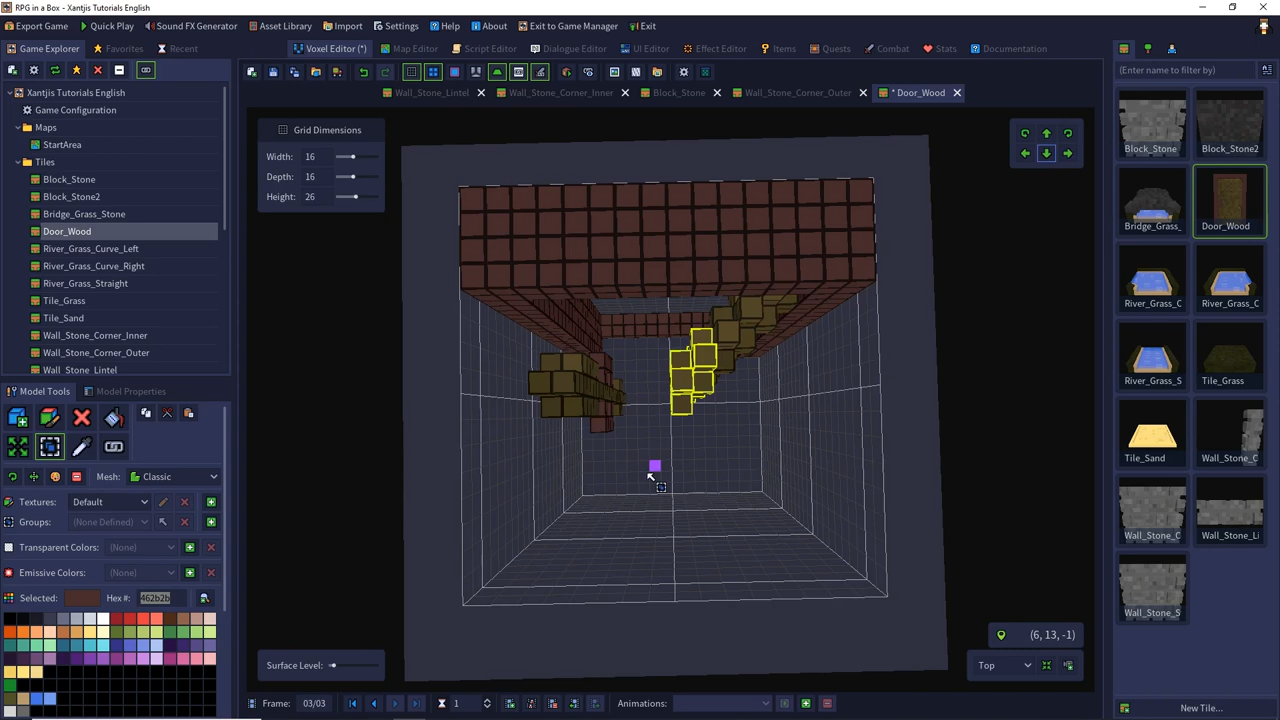 RPG in a Box - Xantjis Tutorials English
Export Game Quick Play Sound FX Generator Asset Library Import Settings Help About Exit to Game Manager Exit
Game Explorer Favorites Recent Voxel Editor (*) Map Editor Script Editor Dialogue Editor UI Editor Effect Editor Items Quests Combat Stats Documentation
(Enter name to filter by)
Xantjis Tutorials English
Game Configuration
Maps
StartArea
Tiles
Block_Stone
Block_Stone2
Bridge_Grass_Stone
Door_Wood
River_Grass_Curve_Left
River_Grass_Curve_Right
River_Grass_Straight
Tile_Grass
Tile_Sand
Wall_Stone_Corner_Inner
Wall_Stone_Corner_Outer
Wall_Stone_Lintel
Wall_Stone_Lintel Wall_Stone_Corner_Inner Block_Stone Wall_Stone_Corner_Outer * Door_Wood
Grid Dimensions
Width: 16
Depth: 16
Height: 26
Model Tools Model Properties
Mesh: Classic
Textures: Default
Groups: (None Defined)
Transparent Colors: (None)
Emissive Colors: (None)
Selected: Hex #: 462b2b
Surface Level:
(6, 13, -1)
Top
Frame: 03/03 1 Animations:
Block_Stone Block_Stone2
Bridge_Grass_ Door_Wood
River_Grass_C River_Grass_C
River_Grass_S Tile_Grass
Tile_Sand Wall_Stone_C
Wall_Stone_C Wall_Stone_Li
Wall_Stone_S
New Tile...